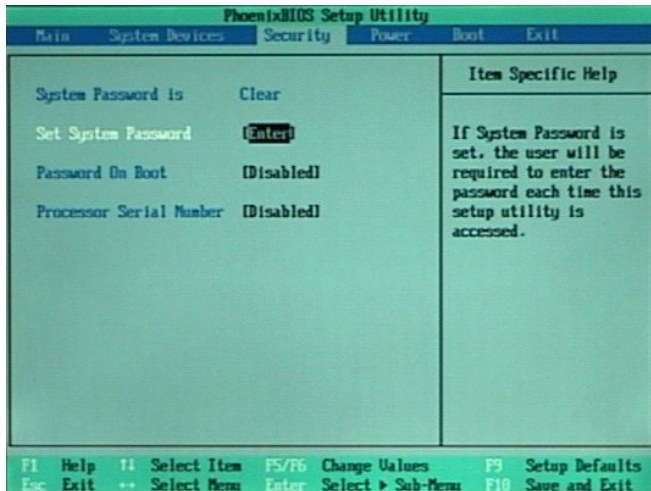 PhoenixBIOS Setup Utility
Main System Devices Security Power Boot Exit
Item Specific Help
System Password is Clear
Set System Password [Enter]
Password On Boot [Disabled]
Processor Serial Number [Disabled]
If System Password is
set, the user will be
required to enter the
password each time this
setup utility is
accessed.
F1 Help ↑↓ Select Item F5/F6 Change Values F9 Setup Defaults
Esc Exit ↔ Select Menu Enter Select ▸ Sub-Menu F10 Save and Exit